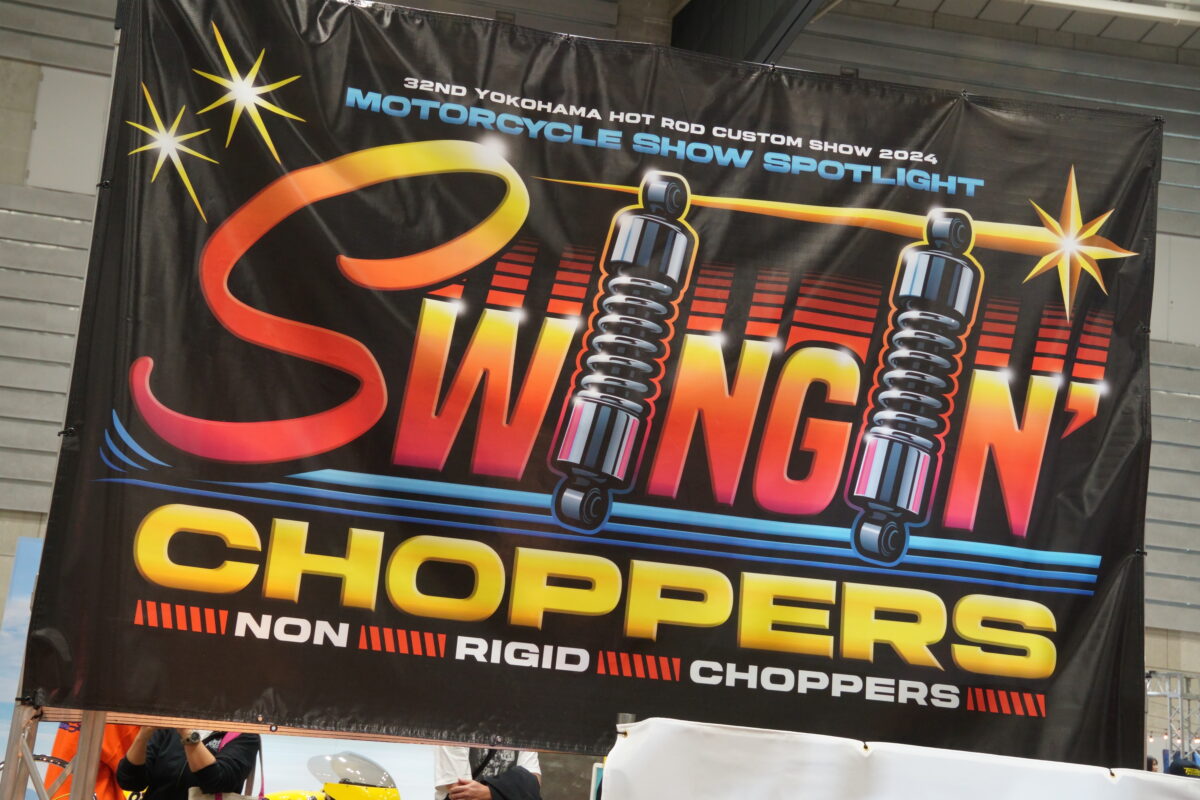 32ND YOKOHAMA HOT ROD CUSTOM SHOW 2024
MOTORCYCLE SHOW SPOTLIGHT
SWINGIN'
CHOPPERS
NON RIGID CHOPPERS